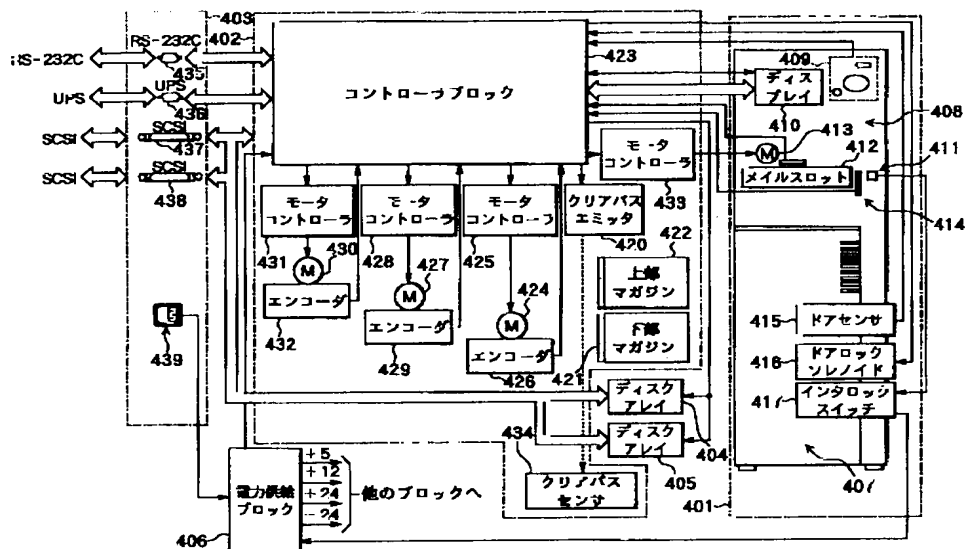 403
402
423
RS-232C
RS-232C
435
UPS
UPS
436
SCSI
SCSI
437
SCSI
SCSI
438
コントローラブロック
409
ディス
プレイ
410
408
413
M
412
411
メイルスロット
414
モータ
コントローラ
433
モータ
コントローラ
431
モータ
コントローラ
428
モータ
コントローラ
425
クリアパス
エミッタ
420
430
M
427
M
424
M
エンコーダ
432
エンコーダ
429
エンコーダ
426
422
上部
マガジン
下部
マガジン
421
415
ドアセンサ
416
ドアロック
ソレノイド
417
インタロック
スイッチ
439
ディスク
アレイ
404
ディスク
アレイ
405
434
クリアパス
センサ
407
401
電力供給
ブロック
406
+5
+12
+24
-24
他のブロックへ